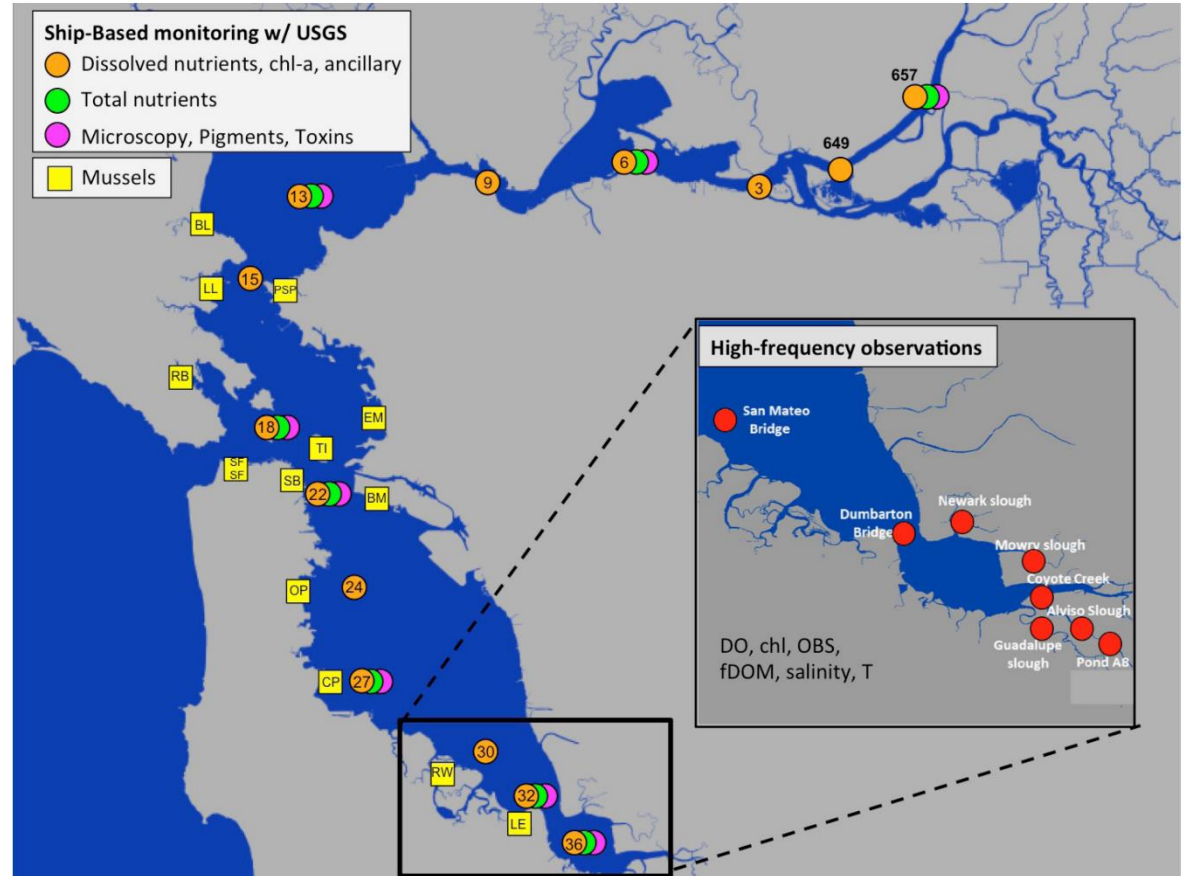 Ship-Based monitoring w/ USGS
Dissolved nutrients, chl-a, ancillary
Total nutrients
Microscopy, Pigments, Toxins
Mussels
657
649
6
9
3
13
BL
15
LL
PSP
RB
EM
18
TI
SF
SF
SB
22
BM
24
OP
CP
27
30
RW
32
LE
36
High-frequency observations
San Mateo
Bridge
Newark slough
Dumbarton
Bridge
Mowry slough
Coyote Creek
Alviso Slough
Guadalupe
slough
Pond A8
DO, chl, OBS,
fDOM, salinity, T